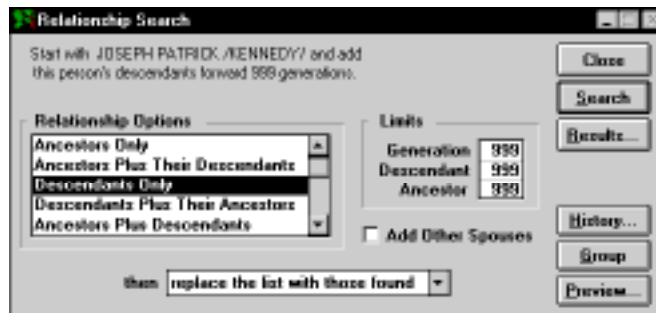 Relationship Search
Start with JOSEPH PATRICK /KENNEDY/ and add
this person's descendants forward 999 generations.
Close
Search
Results...
Relationship Options
Ancestors Only
Ancestors Plus Their Descendants
Descendants Only
Descendants Plus Their Ancestors
Ancestors Plus Descendants
Limits
Generation 999
Descendant 999
Ancestor 999
Add Other Spouses
History...
Group
Preview...
then replace the list with those found